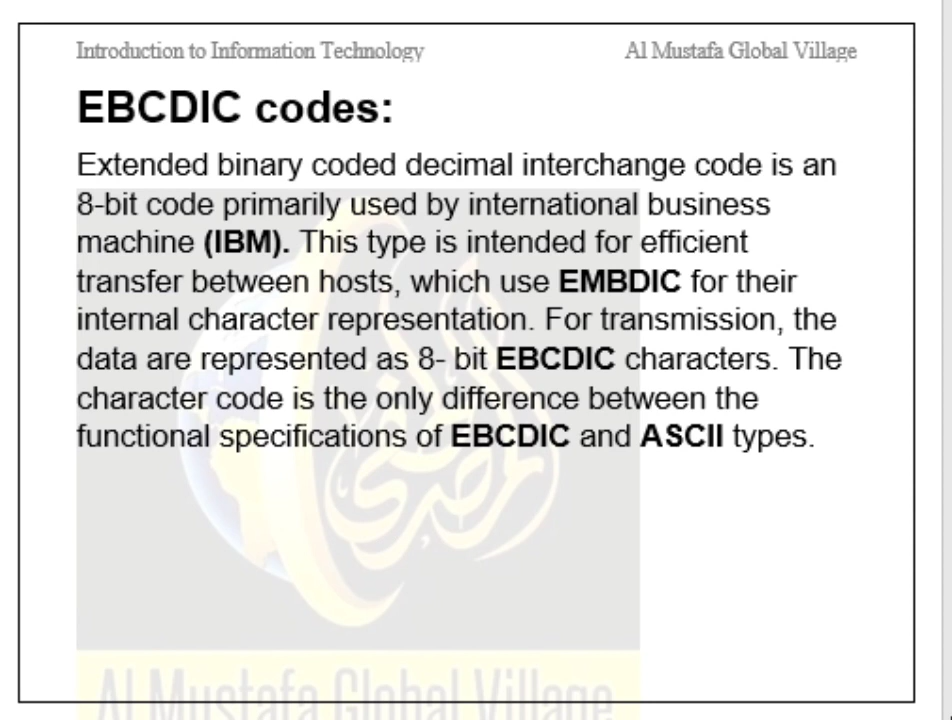 Introduction to Information Technology Al Mustafa Global Village
EBCDIC codes:
Extended binary coded decimal interchange code is an
8-bit code primarily used by international business
machine (IBM). This type is intended for efficient
transfer between hosts, which use EMBDIC for their
internal character representation. For transmission, the
data are represented as 8- bit EBCDIC characters. The
character code is the only difference between the
functional specifications of EBCDIC and ASCII types.
Al Mustafa Global Village